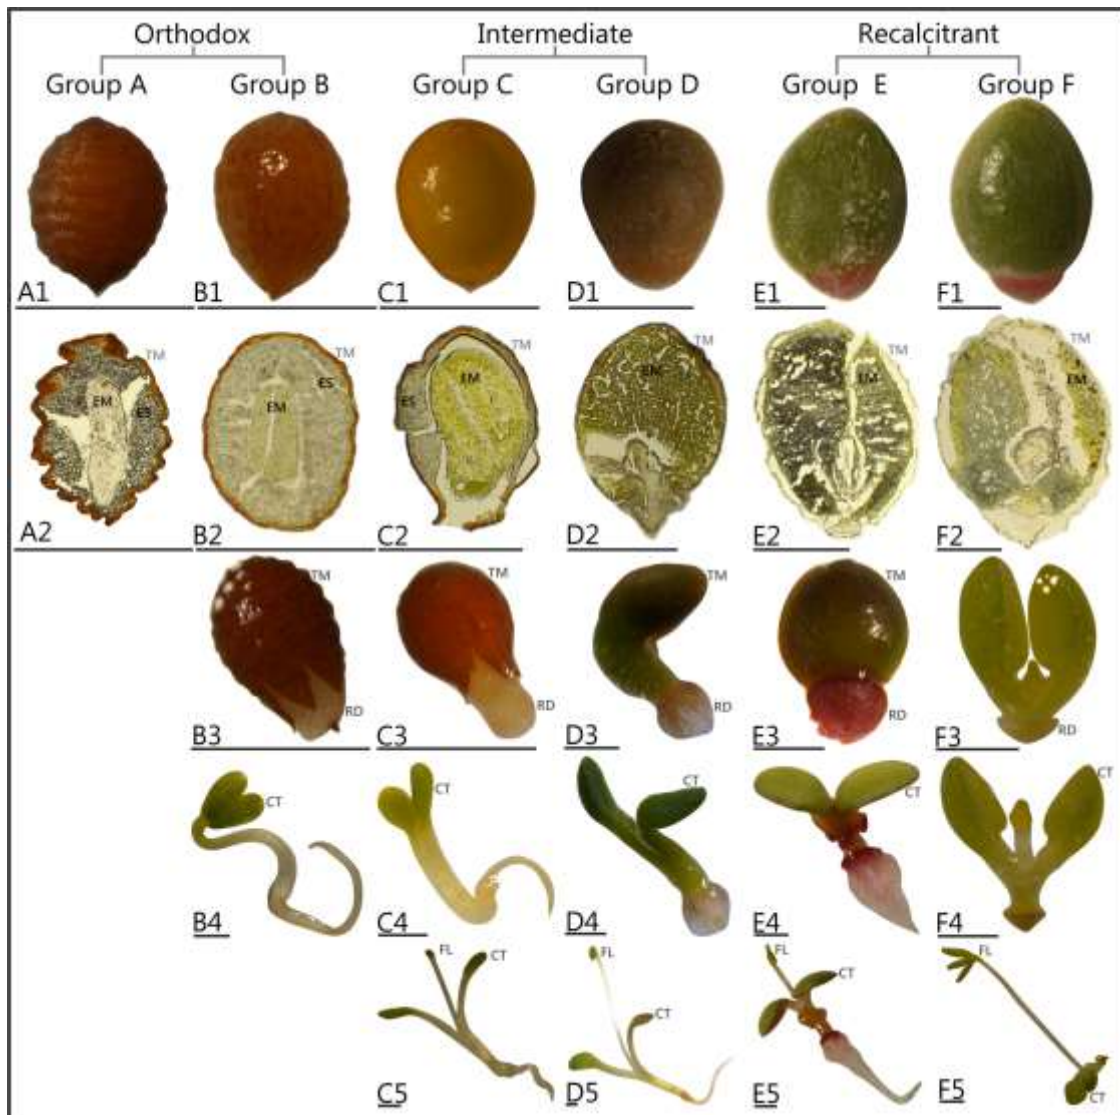 Orthodox Intermediate Recalcitrant
Group A Group B Group C Group D Group E Group F
A1 B1 C1 D1 E1 F1
TM TM TM TM TM
ES EM EM EM EM
EM ES EM ES
A2 B2 C2 D2 E2 F2
TM TM TM TM
RD RD RD RD RD
B3 C3 D3 E3 F3
CT CT CT CT CT
B4 C4 D4 E4 F4
FL CT FL CT FL CT FL CT
C5 D5 E5 F5